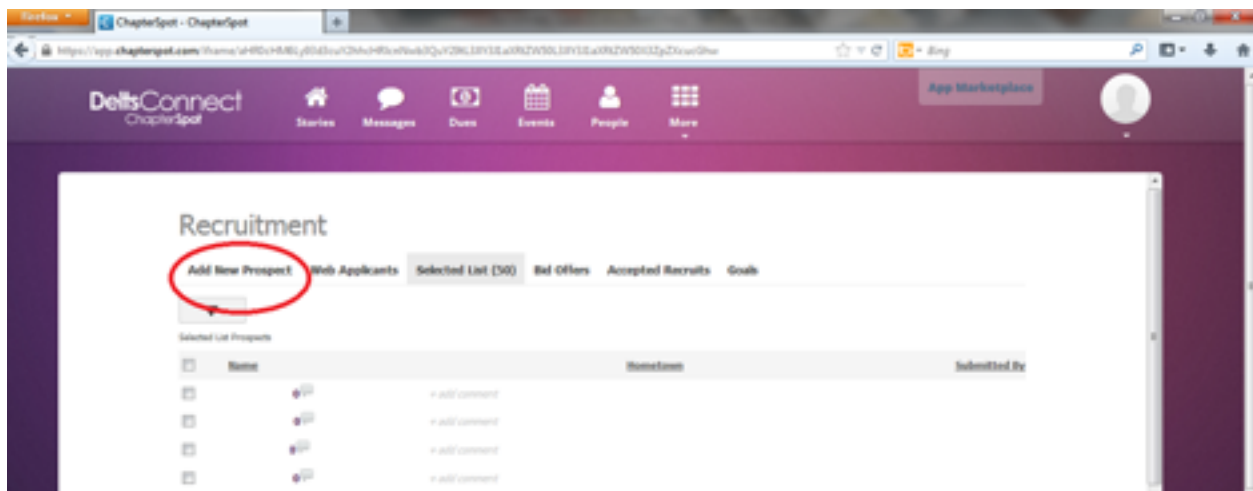 Firefox
ChapterSpot - ChapterSpot
Bing
DeltsConnect
ChapterSpot
Stories Messages Dues Events People More
App Marketplace
Recruitment
Add New Prospect Web Applicants Selected List (50) Bid Offers Accepted Recruits Goals
Selected List Prospects
Name Hometown Submitted By
+ add comment
+ add comment
+ add comment
+ add comment